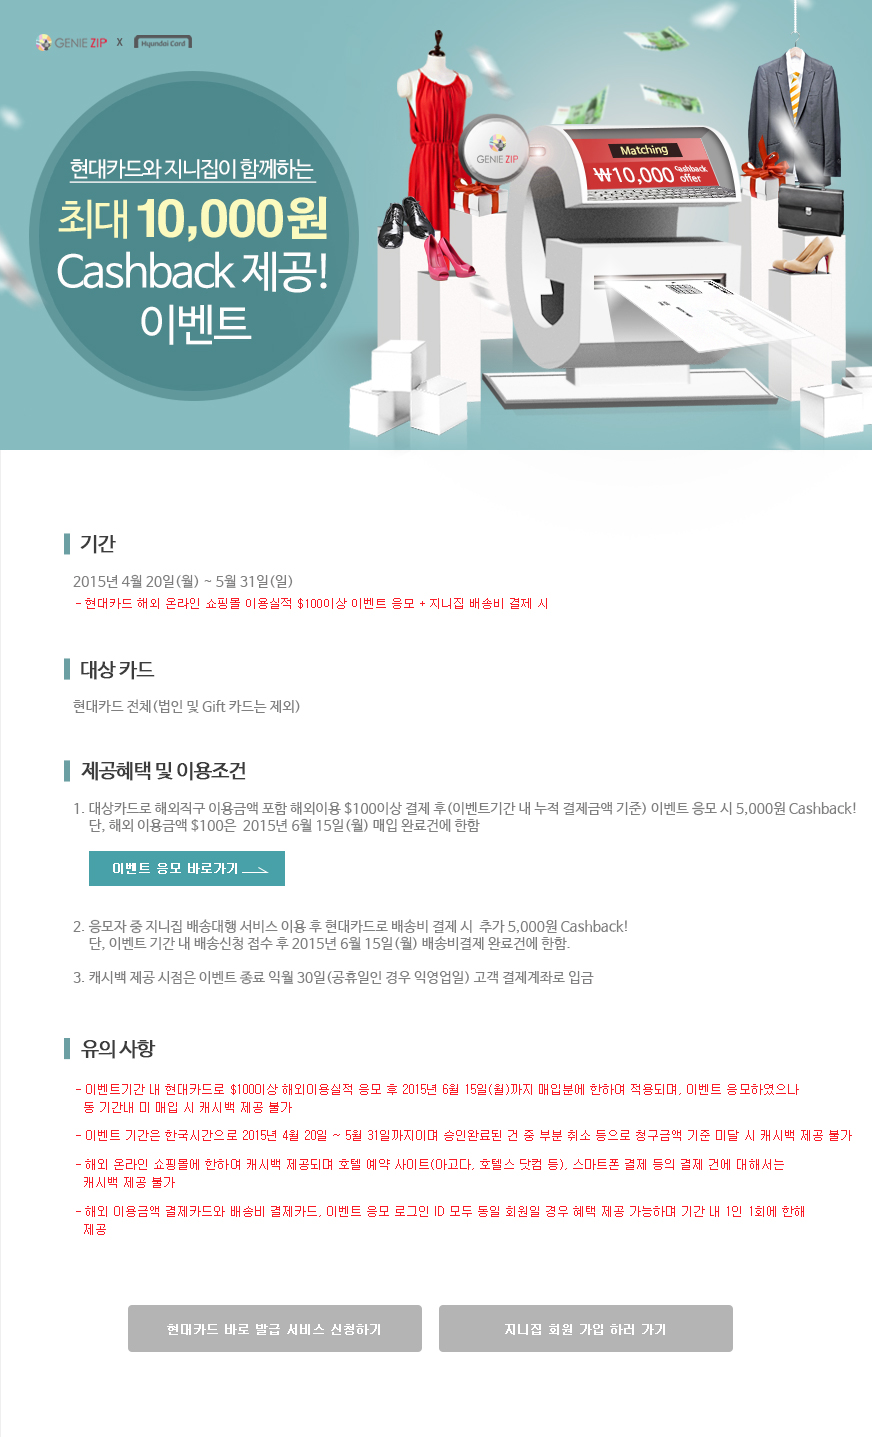 GENIE ZIP X Hyundai Card
현대카드와 지니집이 함께하는
최대 10,000원
Cashback 제공!
이벤트
GENIE ZIP
Matching
₩10,000 Cashback offer
ZERO
기간
2015년 4월 20일(월) ~ 5월 31일(일)
- 현대카드 해외 온라인 쇼핑몰 이용실적 $100이상 이벤트 응모 + 지니집 배송비 결제 시
대상 카드
현대카드 전체(법인 및 Gift 카드는 제외)
제공혜택 및 이용조건
1. 대상카드로 해외직구 이용금액 포함 해외이용 $100이상 결제 후(이벤트기간 내 누적 결제금액 기준) 이벤트 응모 시 5,000원 Cashback!
단, 해외 이용금액 $100은 2015년 6월 15일(월) 매입 완료건에 한함
이벤트 응모 바로가기
2. 응모자 중 지니집 배송대행 서비스 이용 후 현대카드로 배송비 결제 시 추가 5,000원 Cashback!
단, 이벤트 기간 내 배송신청 접수 후 2015년 6월 15일(월) 배송비결제 완료건에 한함.
3. 캐시백 제공 시점은 이벤트 종료 익월 30일(공휴일인 경우 익영업일) 고객 결제계좌로 입금
유의 사항
- 이벤트기간 내 현대카드로 $100이상 해외이용실적 응모 후 2015년 6월 15일(월)까지 매입분에 한하여 적용되며, 이벤트 응모하였으나
동 기간내 미 매입 시 캐시백 제공 불가
- 이벤트 기간은 한국시간으로 2015년 4월 20일 ~ 5월 31일까지이며 승인완료된 건 중 부분 취소 등으로 청구금액 기준 미달 시 캐시백 제공 불가
- 해외 온라인 쇼핑몰에 한하여 캐시백 제공되며 호텔 예약 사이트(아고다, 호텔스 닷컴 등), 스마트폰 결제 등의 결제 건에 대해서는
캐시백 제공 불가
- 해외 이용금액 결제카드와 배송비 결제카드, 이벤트 응모 로그인 ID 모두 동일 회원일 경우 혜택 제공 가능하며 기간 내 1인 1회에 한해
제공
현대카드 바로 발급 서비스 신청하기
지니집 회원 가입 하러 가기